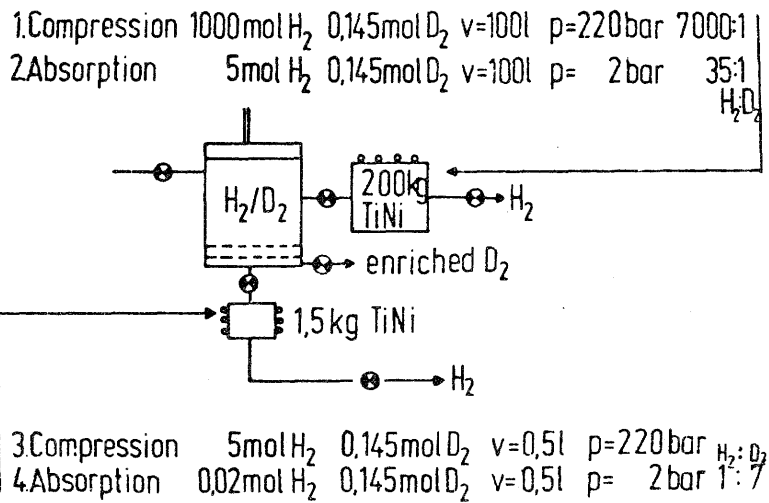 1.Compression 1000mol H₂ 0,145mol D₂ v=100l p=220bar 7000:1
2.Absorption 5mol H₂ 0,145mol D₂ v=100l p= 2bar 35:1
H₂:D₂
H₂/D₂
200kg
TiNi
H₂
enriched D₂
1,5kg TiNi
H₂
3.Compression 5mol H₂ 0,145mol D₂ v=0,5l p=220bar H₂:D₂
4.Absorption 0,02mol H₂ 0,145mol D₂ v=0,5l p= 2bar 1:7